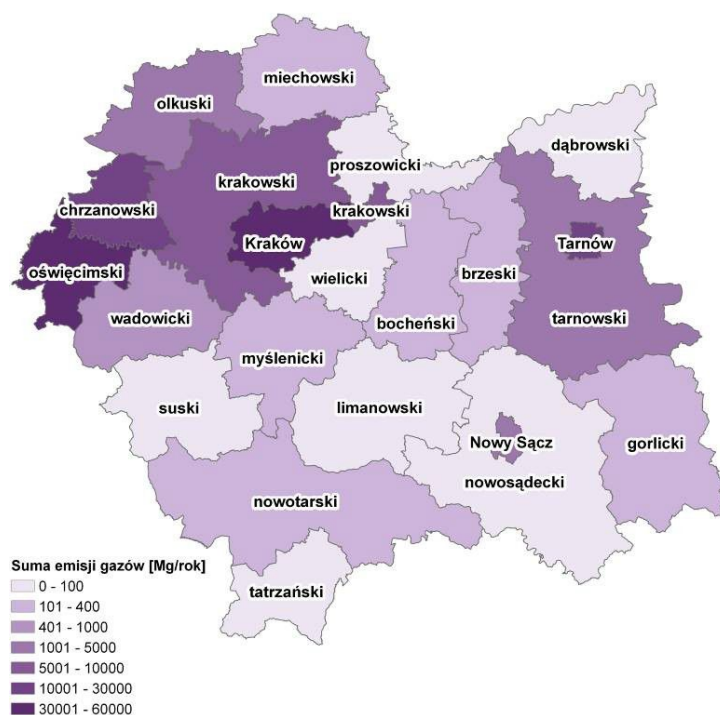 miechowski
olkuski
dąbrowski
proszowicki
krakowski
chrzanowski
krakowski
Kraków
Tarnów
oświęcimski
wielicki
brzeski
wadowicki
bocheński
tarnowski
myślenicki
suski
limanowski
Nowy Sącz
gorlicki
nowosądecki
nowotarski
tatrzański
Suma emisji gazów [Mg/rok]
0 - 100
101 - 400
401 - 1000
1001 - 5000
5001 - 10000
10001 - 30000
30001 - 60000